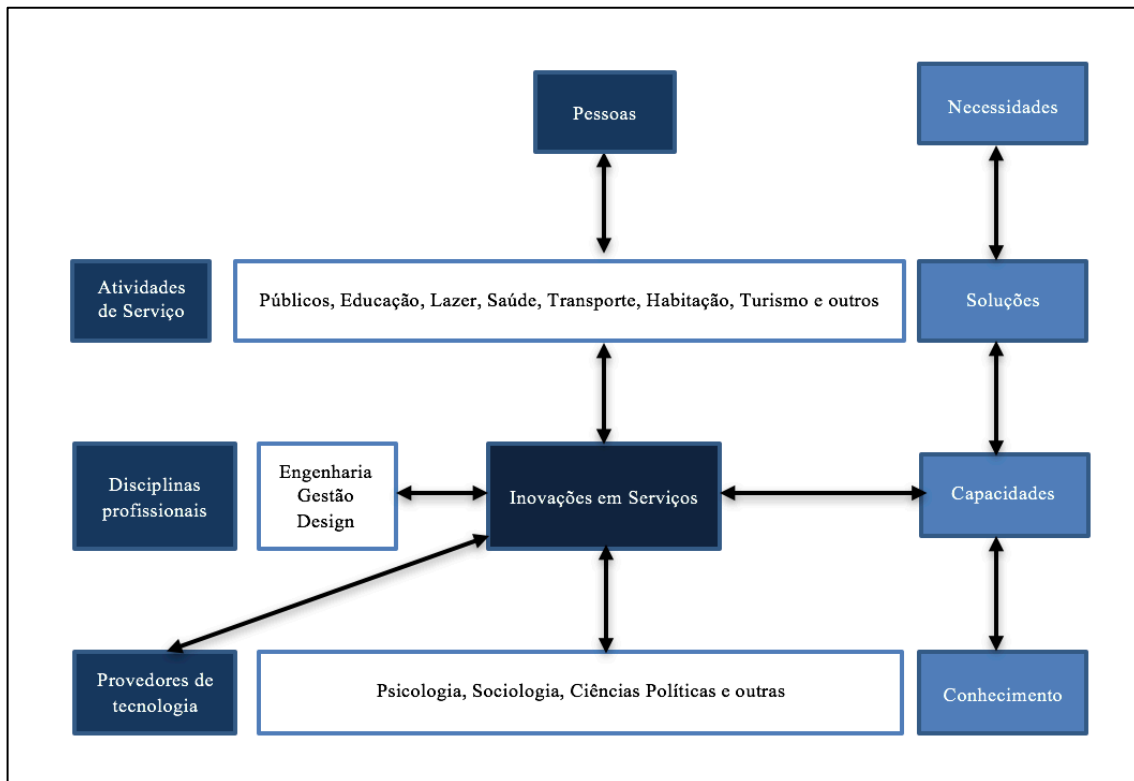 Pessoas
Necessidades
Atividades
de Serviço
Públicos, Educação, Lazer, Saúde, Transporte, Habitação, Turismo e outros
Soluções
Disciplinas
profissionais
Engenharia
Gestão
Design
Inovações em Serviços
Capacidades
Provedores de
tecnologia
Psicologia, Sociologia, Ciências Políticas e outras
Conhecimento